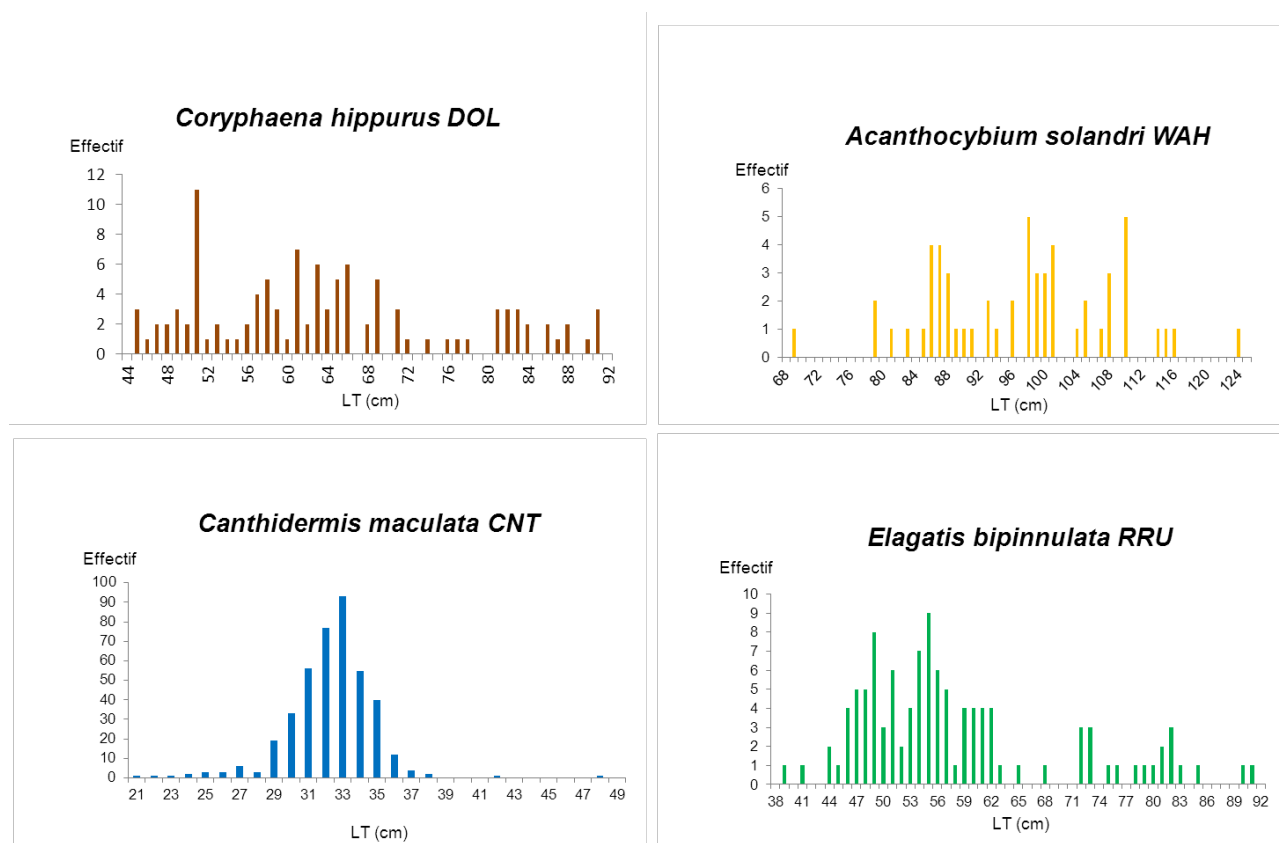 Coryphaena hippurus DOL
Effectif
12
10
8
6
4
2
0
44 48 52 56 60 64 68 72 76 80 84 88 92
LT (cm)
Acanthocybium solandri WAH
Effectif
6
5
4
3
2
1
0
68 72 76 80 84 88 92 96 100 104 108 112 116 120 124
LT (cm)
Canthidermis maculata CNT
Effectif
100
90
80
70
60
50
40
30
20
10
0
21 23 25 27 29 31 33 35 37 39 41 43 45 47 49
LT (cm)
Elagatis bipinnulata RRU
Effectif
10
9
8
7
6
5
4
3
2
1
0
38 41 44 47 50 53 56 59 62 65 68 71 74 77 80 83 86 89 92
LT (cm)